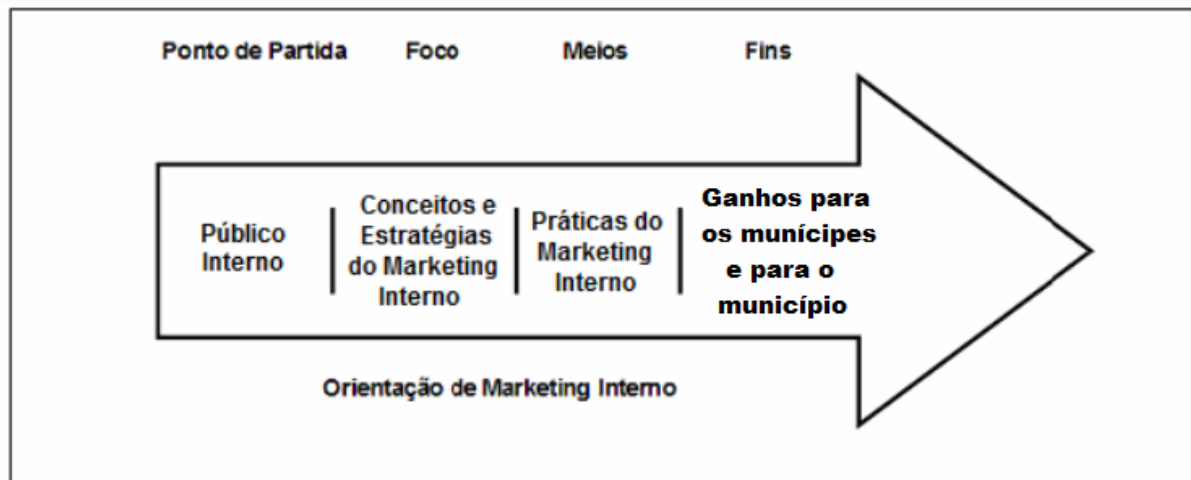 Ponto de Partida Foco Meios Fins
Público
Interno
Conceitos e
Estratégias
do Marketing
Interno
Práticas do
Marketing
Interno
Ganhos para
os munícipes
e para o
município
Orientação de Marketing Interno